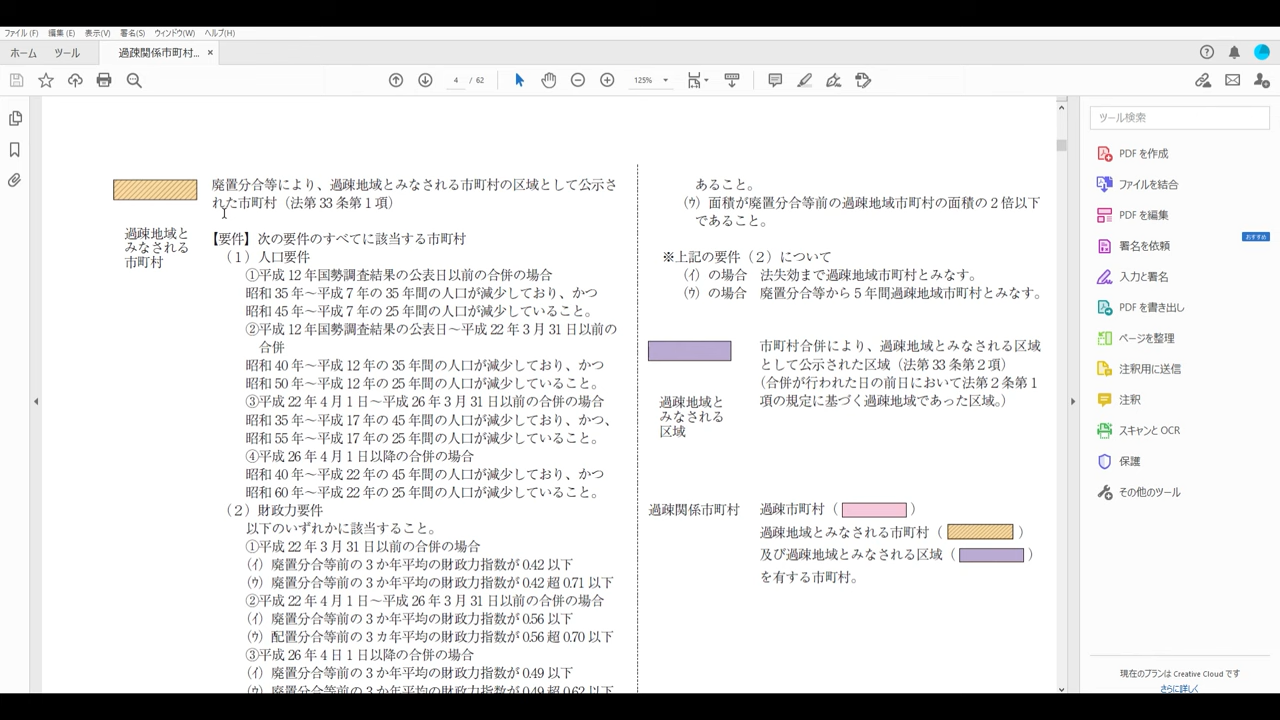 ファイル(F) 編集(E) 表示(V) 署名(S) ウィンドウ(W) ヘルプ(H)
ホーム ツール 過疎関係市町村... ×
4 / 62 125%
廃置分合等により、過疎地域とみなされる市町村の区域として公示さ
れた市町村（法第 33 条第 1 項）
過疎地域と
みなされる
市町村
【要件】次の要件のすべてに該当する市町村
（1）人口要件
①平成 12 年国勢調査結果の公表日以前の合併の場合
昭和 35 年～平成 7 年の 35 年間の人口が減少しており、かつ
昭和 45 年～平成 7 年の 25 年間の人口が減少していること。
②平成 12 年国勢調査結果の公表日～平成 22 年 3 月 31 日以前の
合併
昭和 40 年～平成 12 年の 35 年間の人口が減少しており、かつ
昭和 50 年～平成 12 年の 25 年間の人口が減少していること。
③平成 22 年 4 月 1 日～平成 26 年 3 月 31 日以前の合併の場合
昭和 35 年～平成 17 年の 45 年間の人口が減少しており、かつ、
昭和 55 年～平成 17 年の 25 年間の人口が減少していること。
④平成 26 年 4 月 1 日以降の合併の場合
昭和 40 年～平成 22 年の 45 年間の人口が減少しており、かつ
昭和 60 年～平成 22 年の 25 年間の人口が減少していること。
（2）財政力要件
以下のいずれかに該当すること。
①平成 22 年 3 月 31 日以前の合併の場合
（ｲ）廃置分合等前の 3 か年平均の財政力指数が 0.42 以下
（ｳ）廃置分合等前の 3 か年平均の財政力指数が 0.42 超 0.71 以下
②平成 22 年 4 月 1 日～平成 26 年 3 月 31 日以前の合併の場合
（ｲ）廃置分合等前の 3 か年平均の財政力指数が 0.56 以下
（ｳ）配置分合等前の 3 カ年平均の財政力指数が 0.56 超 0.70 以下
③平成 26 年 4 日 1 日以降の合併の場合
（ｲ）廃置分合等前の 3 か年平均の財政力指数が 0.49 以下
（ｳ）廃置分合等前の 3 か年平均の財政力指数が 0.49 超 0.62 以下
あること。
（ｳ）面積が廃置分合等前の過疎地域市町村の面積の 2 倍以下
であること。
※上記の要件（2）について
（ｲ）の場合 法失効まで過疎地域市町村とみなす。
（ｳ）の場合 廃置分合等から 5 年間過疎地域市町村とみなす。
市町村合併により、過疎地域とみなされる区域
として公示された区域（法第 33 条第 2 項）
（合併が行われた日の前日において法第 2 条第 1
項の規定に基づく過疎地域であった区域。）
過疎地域と
みなされる
区域
過疎関係市町村 過疎市町村（ ）
過疎地域とみなされる市町村（ ）
及び過疎地域とみなされる区域（ ）
を有する市町村。
ツール検索
PDF を作成
ファイルを結合
PDF を編集
おすすめ
署名を依頼
入力と署名
PDF を書き出し
ページを整理
注釈用に送信
注釈
スキャンと OCR
保護
その他のツール
現在のプランは Creative Cloud です
さらに詳しく